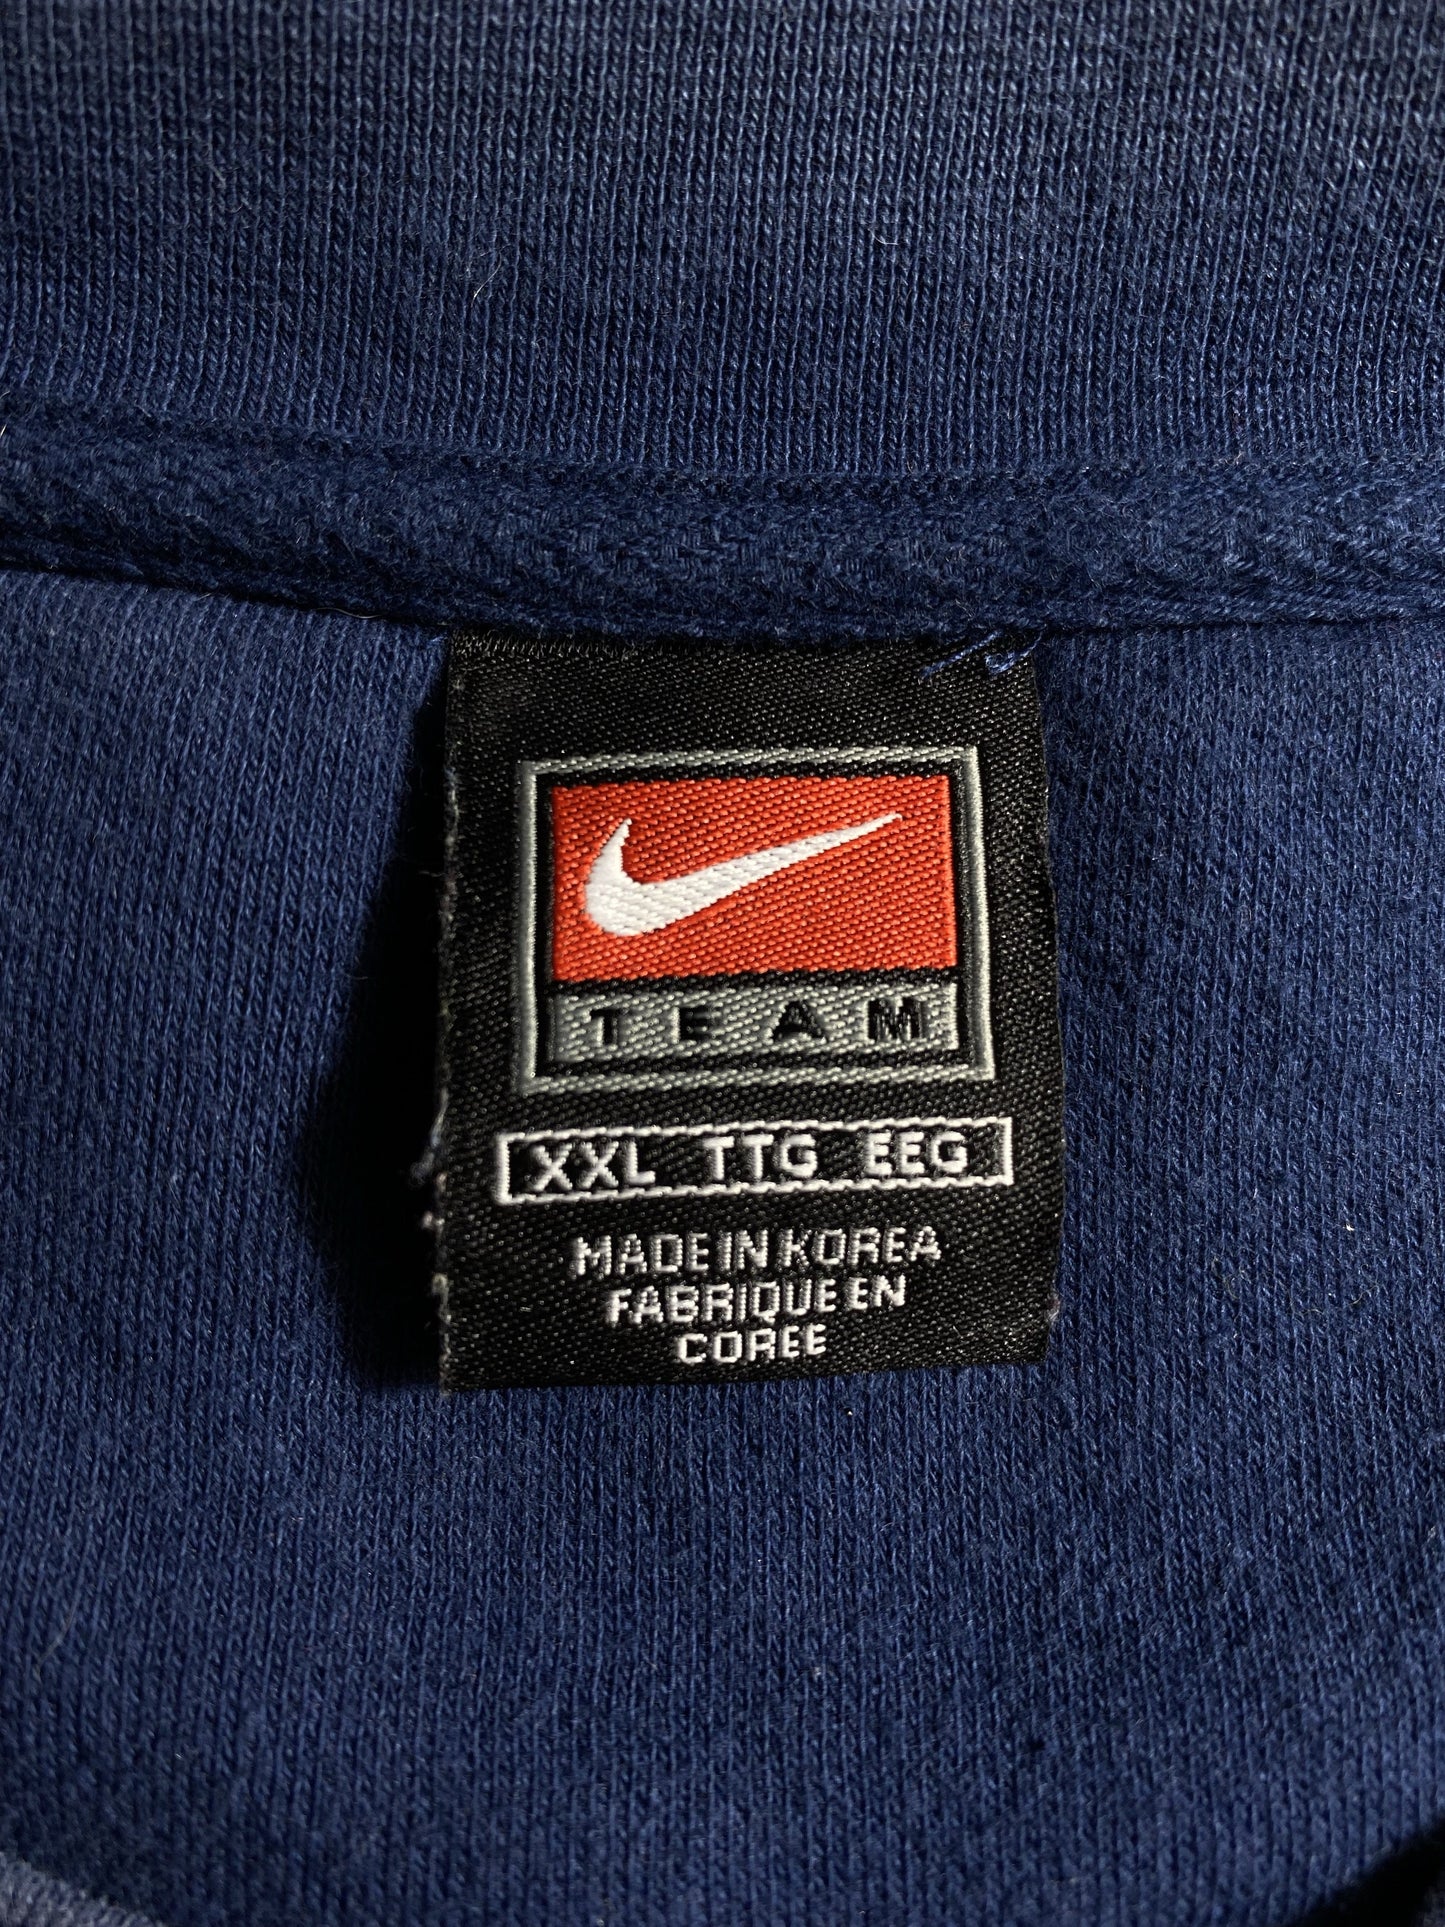 TEAM
XXL TTG EEG
MADE IN KOREA
FABRIQUE EN
COREE